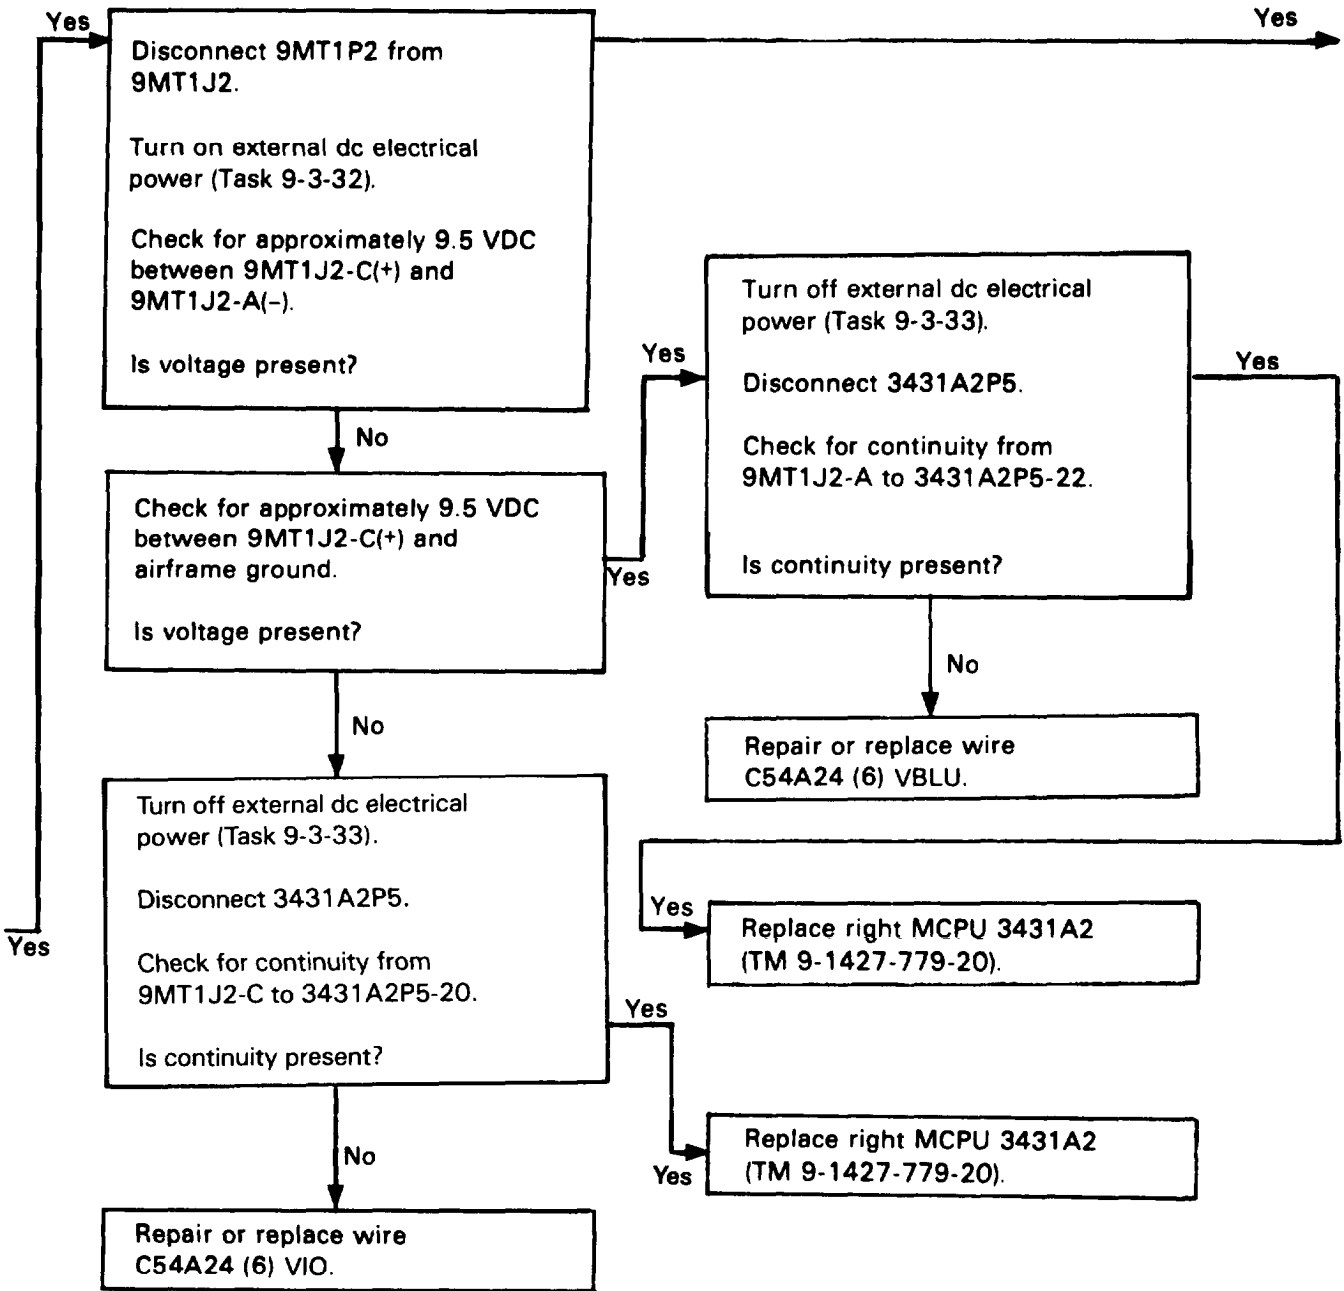 Yes
Disconnect 9MT1P2 from
9MT1J2.
Turn on external dc electrical
power (Task 9-3-32).
Check for approximately 9.5 VDC
between 9MT1J2-C(+) and
9MT1J2-A(-).
Is voltage present?
Yes
No
Check for approximately 9.5 VDC
between 9MT1J2-C(+) and
airframe ground.
Is voltage present?
Yes
Yes
Turn off external dc electrical
power (Task 9-3-33).
Disconnect 3431A2P5.
Check for continuity from
9MT1J2-A to 3431A2P5-22.
Is continuity present?
Yes
No
Repair or replace wire
C54A24 (6) VBLU.
Yes
Replace right MCPU 3431A2
(TM 9-1427-779-20).
No
Turn off external dc electrical
power (Task 9-3-33).
Disconnect 3431A2P5.
Check for continuity from
9MT1J2-C to 3431A2P5-20.
Is continuity present?
Yes
Yes
Yes
Replace right MCPU 3431A2
(TM 9-1427-779-20).
No
Repair or replace wire
C54A24 (6) VIO.